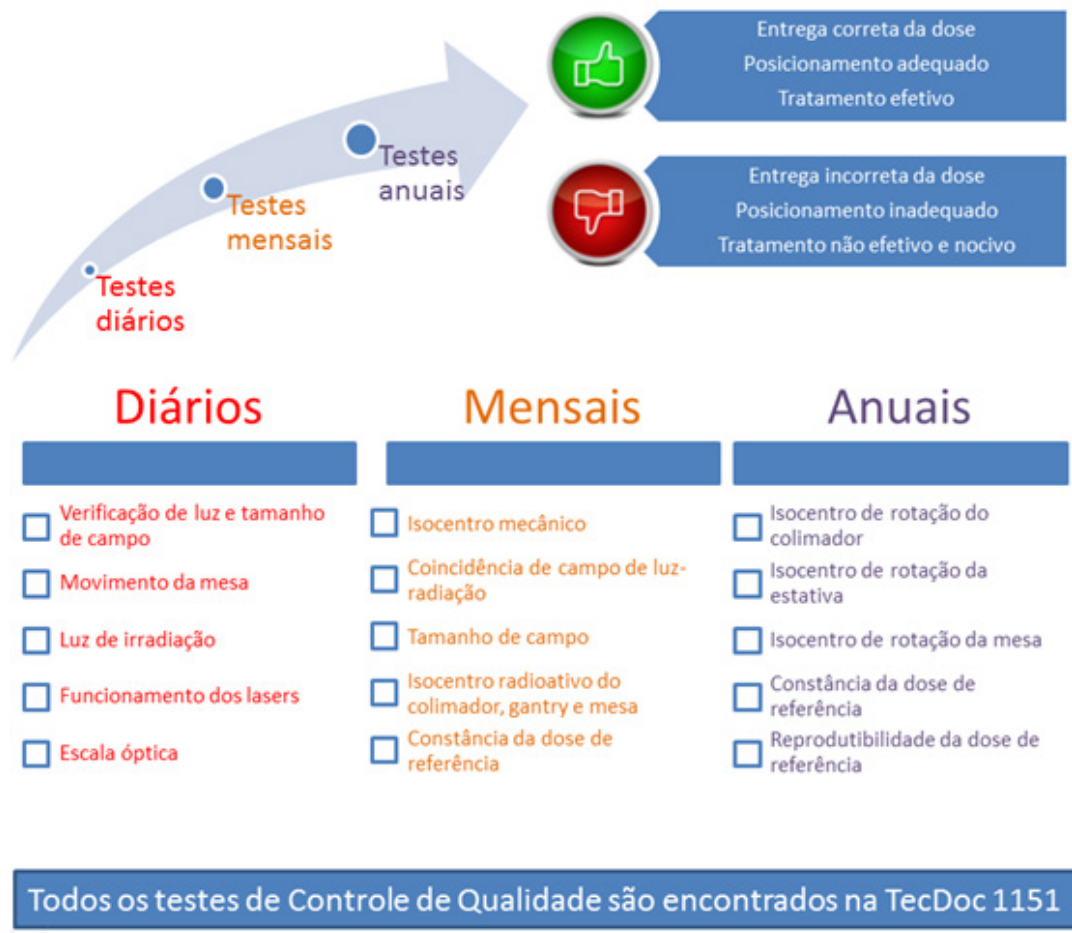 Entrega correta da dose
Posicionamento adequado
Tratamento efetivo
Testes
anuais
Testes
mensais
Testes
diários
Entrega incorreta da dose
Posicionamento inadequado
Tratamento não efetivo e nocivo
Diários
Verificação de luz e tamanho
de campo
Movimento da mesa
Luz de irradiação
Funcionamento dos lasers
Escala óptica
Mensais
Isocentro mecânico
Coincidência de campo de luz-
radiação
Tamanho de campo
Isocentro radioativo do
colimador, gantry e mesa
Constância da dose de
referência
Anuais
Isocentro de rotação do
colimador
Isocentro de rotação da
estativa
Isocentro de rotação da mesa
Constância da dose de
referência
Reprodutibilidade da dose de
referência
Todos os testes de Controle de Qualidade são encontrados na TecDoc 1151